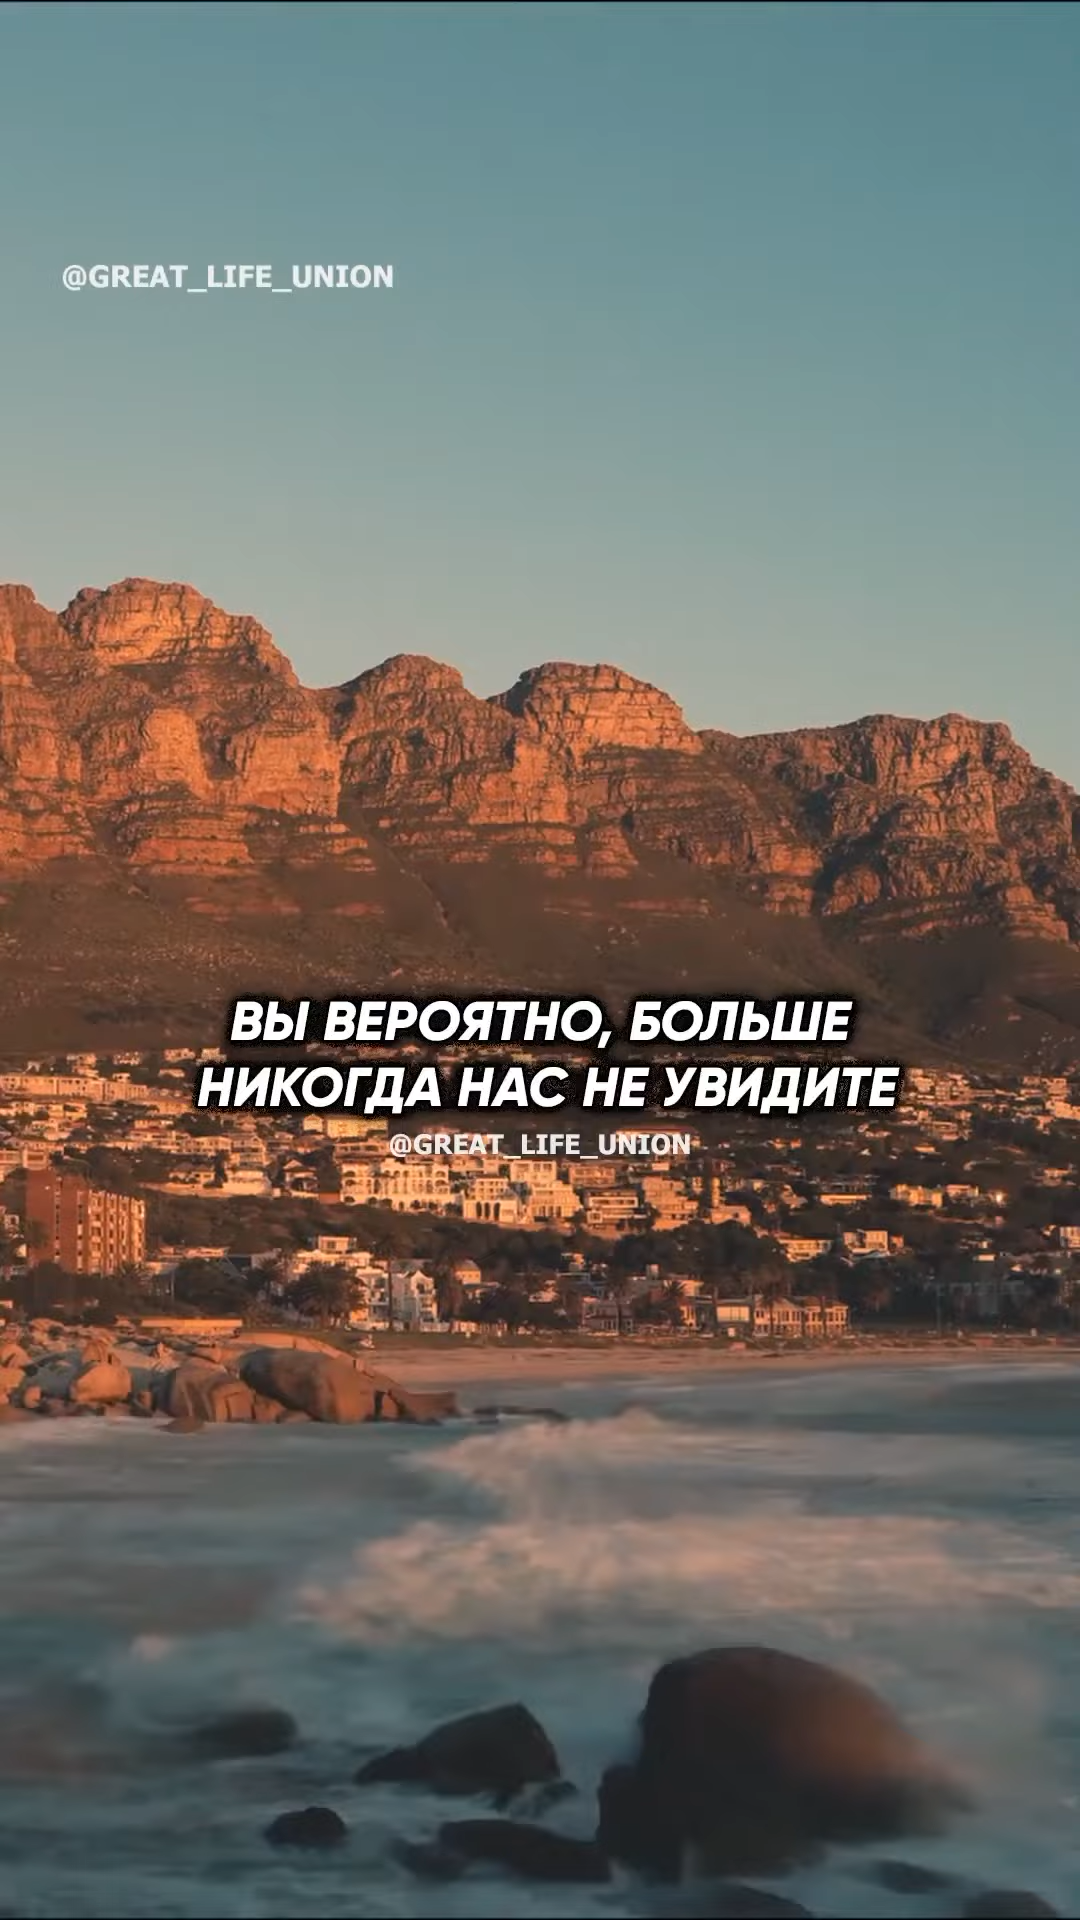 @GREAT_LIFE_UNION
ВЫ ВЕРОЯТНО, БОЛЬШЕ
НИКОГДА НАС НЕ УВИДИТЕ
@GREAT_LIFE_UNION